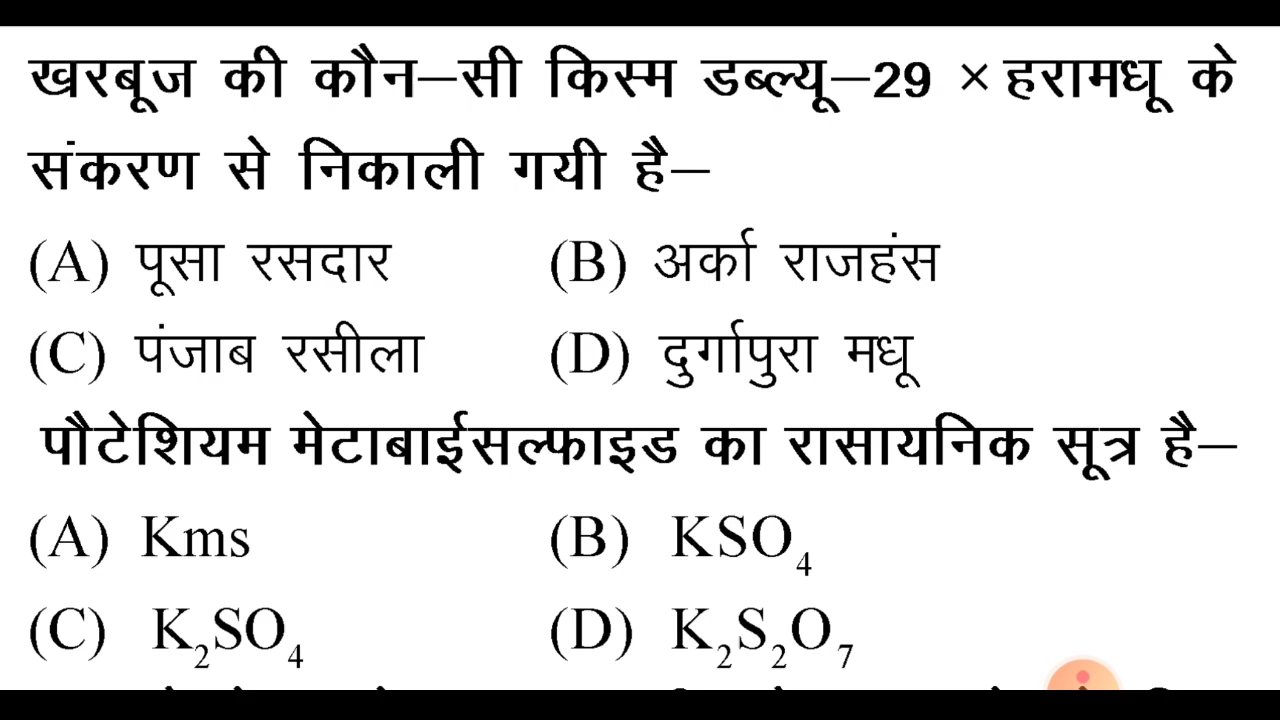 खरबूज की कौन–सी किस्म डब्ल्यू–29 × हरामधू के
संकरण से निकाली गयी है–
(A) पूसा रसदार (B) अर्का राजहंस
(C) पंजाब रसीला (D) दुर्गापुरा मधू
पौटेशियम मेटाबाईसल्फाइड का रासायनिक सूत्र है–
(A) Kms (B) KSO₄
(C) K₂SO₄ (D) K₂S₂O₇